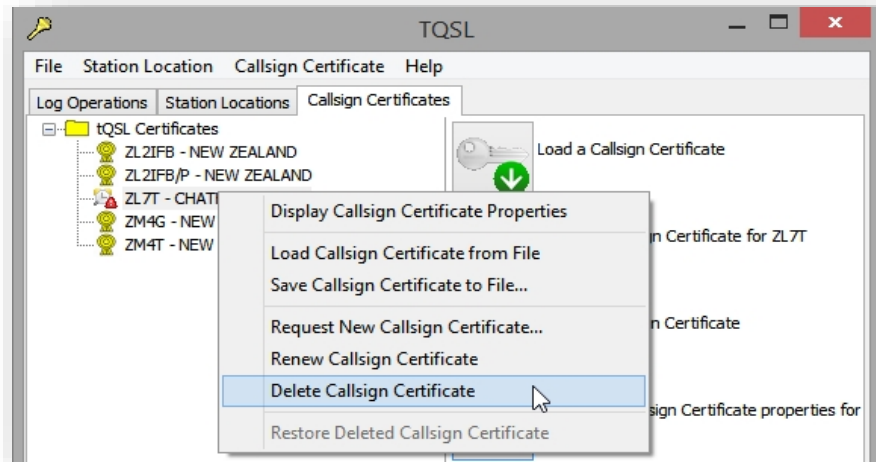 TQSL
File Station Location Callsign Certificate Help
Log Operations Station Locations Callsign Certificates
tQSL Certificates
ZL2IFB - NEW ZEALAND
ZL2IFB/P - NEW ZEALAND
ZL7T - CHAT
ZM4G - NEW
ZM4T - NEW
Load a Callsign Certificate
Display Callsign Certificate Properties
Load Callsign Certificate from File
Save Callsign Certificate to File...
Request New Callsign Certificate...
Renew Callsign Certificate
Delete Callsign Certificate
Restore Deleted Callsign Certificate
n Certificate for ZL7T
n Certificate
sign Certificate properties for